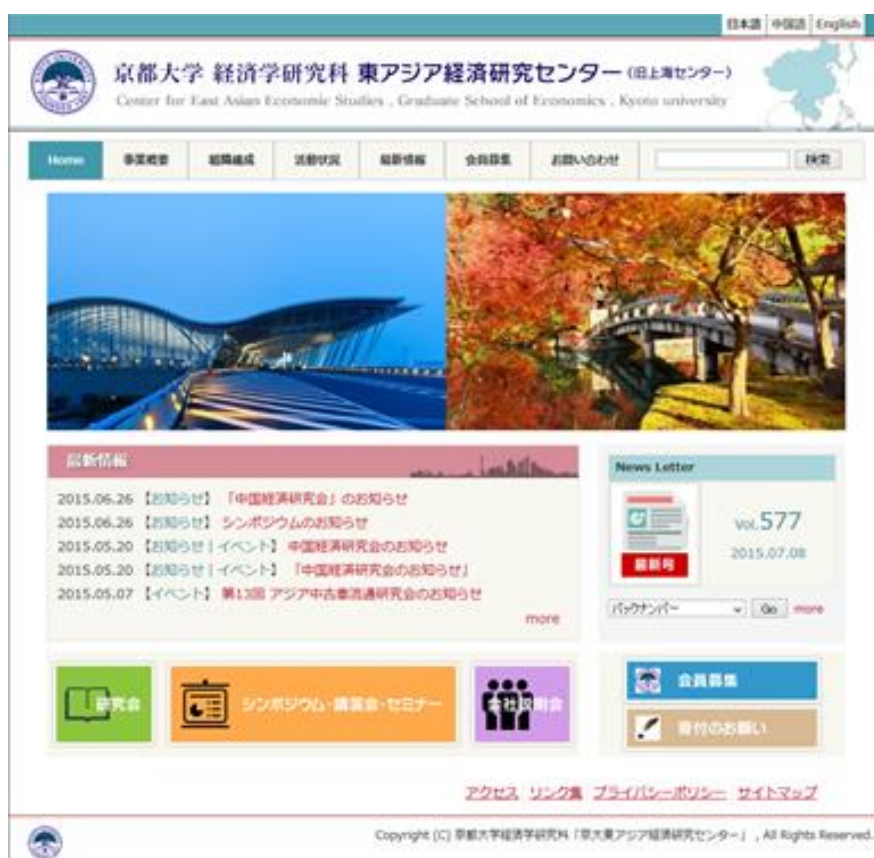 日本語 中国語 English
京都大学 経済学研究科 東アジア経済研究センター (旧上海センター)
Center for East Asian Economic Studies , Graduate School of Economics , Kyoto university
Home 事業概要 組織編成 活動状況 最新情報 会員募集 お問い合わせ 検索
最新情報
2015.06.26 【お知らせ】 「中国経済研究会」のお知らせ
2015.06.26 【お知らせ】 シンポジウムのお知らせ
2015.05.20 【お知らせ | イベント】 中国経済研究会のお知らせ
2015.05.20 【お知らせ | イベント】 「中国経済研究会のお知らせ」
2015.05.07 【イベント】 第13回 アジア中古車流通研究会のお知らせ
more
News Letter
Vol.577
2015.07.08
最新号
バックナンバー Go more
研究会 シンポジウム・講演会・セミナー 会社説明会
会員募集
寄付のお願い
アクセス リンク集 プライバシーポリシー サイトマップ
Copyright (C) 京都大学経済学研究科「京大東アジア経済研究センター」 , All Rights Reserved.